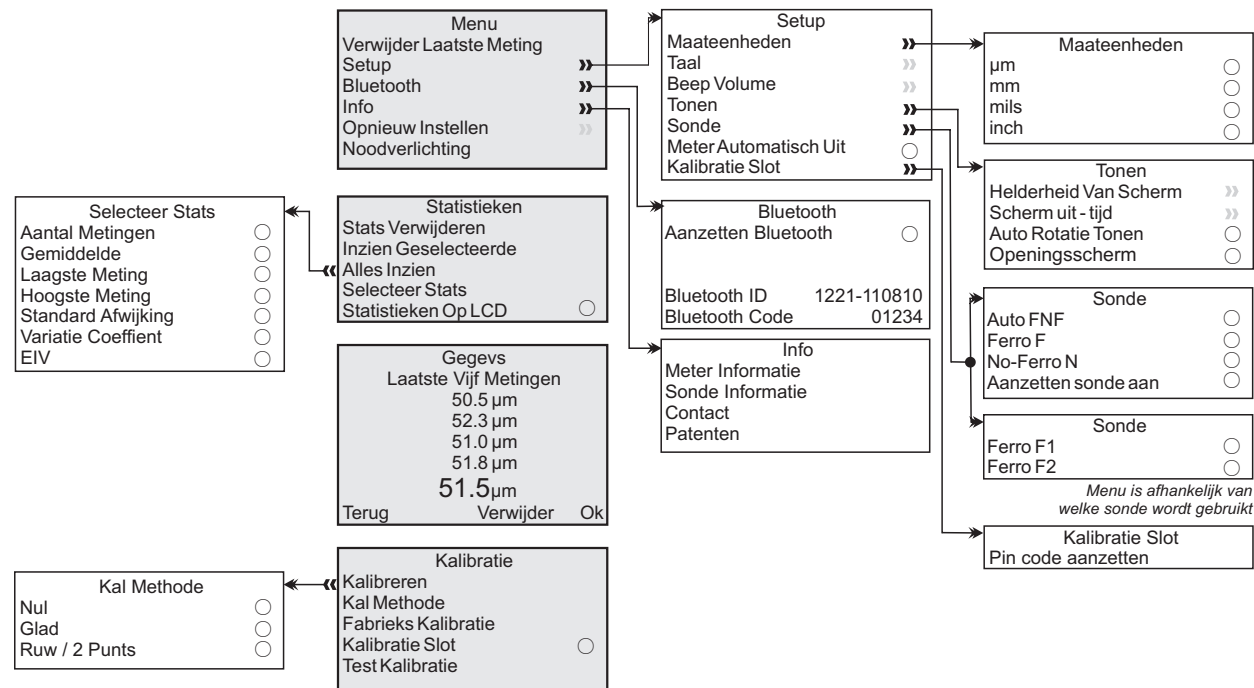 Menu
Verwijder Laatste Meting
Setup
Bluetooth
Info
Opnieuw Instellen
Noodverlichting
Setup
Maateenheden
Taal
Beep Volume
Tonen
Sonde
Meter Automatisch Uit
Kalibratie Slot
Maateenheden
µm
mm
mils
inch
Tonen
Helderheid Van Scherm
Scherm uit - tijd
Auto Rotatie Tonen
Openingsscherm
Selecteer Stats
Aantal Metingen
Gemiddelde
Laagste Meting
Hoogste Meting
Standard Afwijking
Variatie Coeffient
EIV
Statistieken
Stats Verwijderen
Inzien Geselecteerde
Alles Inzien
Selecteer Stats
Statistieken Op LCD
Bluetooth
Aanzetten Bluetooth
Bluetooth ID 1221-110810
Bluetooth Code 01234
Sonde
Auto FNF
Ferro F
No-Ferro N
Aanzetten sonde aan
Gegevs
Laatste Vijf Metingen
50.5 µm
52.3 µm
51.0 µm
51.8 µm
51.5µm
Terug Verwijder Ok
Info
Meter Informatie
Sonde Informatie
Contact
Patenten
Sonde
Ferro F1
Ferro F2
Menu is afhankelijk van
welke sonde wordt gebruikt
Kalibratie Slot
Pin code aanzetten
Kal Methode
Nul
Glad
Ruw / 2 Punts
Kalibratie
Kalibreren
Kal Methode
Fabrieks Kalibratie
Kalibratie Slot
Test Kalibratie